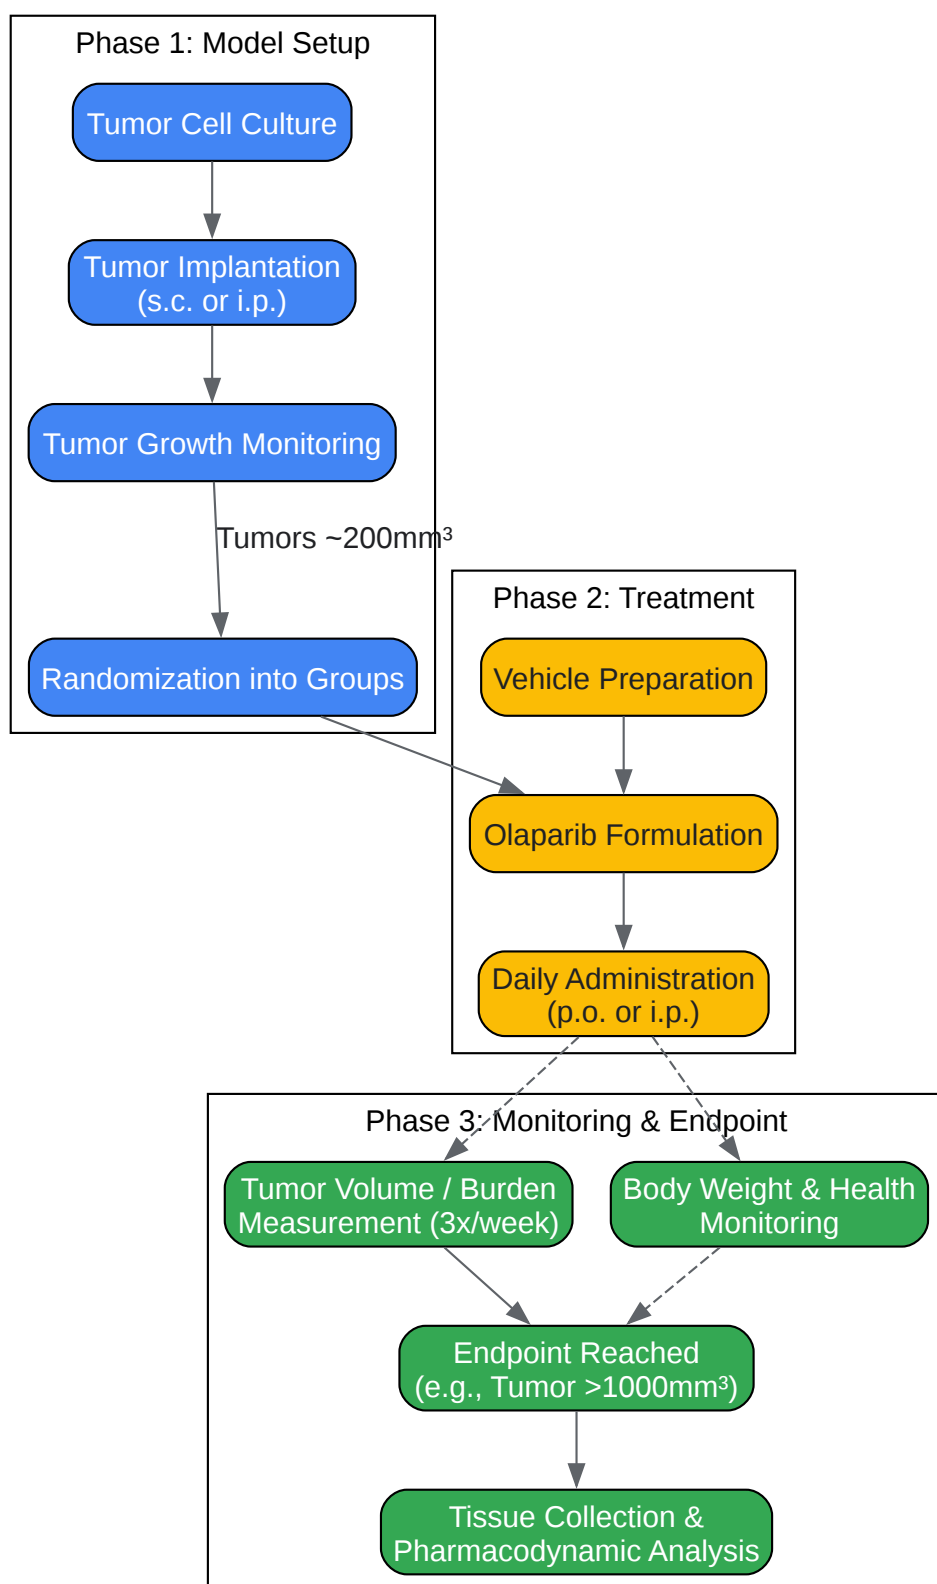 Phase 1: Model Setup
Tumor Cell Culture
Tumor Implantation
(s.c. or i.p.)
Tumor Growth Monitoring
Tumors ~200mm³
Randomization into Groups
Phase 2: Treatment
Vehicle Preparation
Olaparib Formulation
Daily Administration
(p.o. or i.p.)
Phase 3: Monitoring & Endpoint
Tumor Volume / Burden
Measurement (3x/week)
Body Weight & Health
Monitoring
Endpoint Reached
(e.g., Tumor >1000mm³)
Tissue Collection &
Pharmacodynamic Analysis